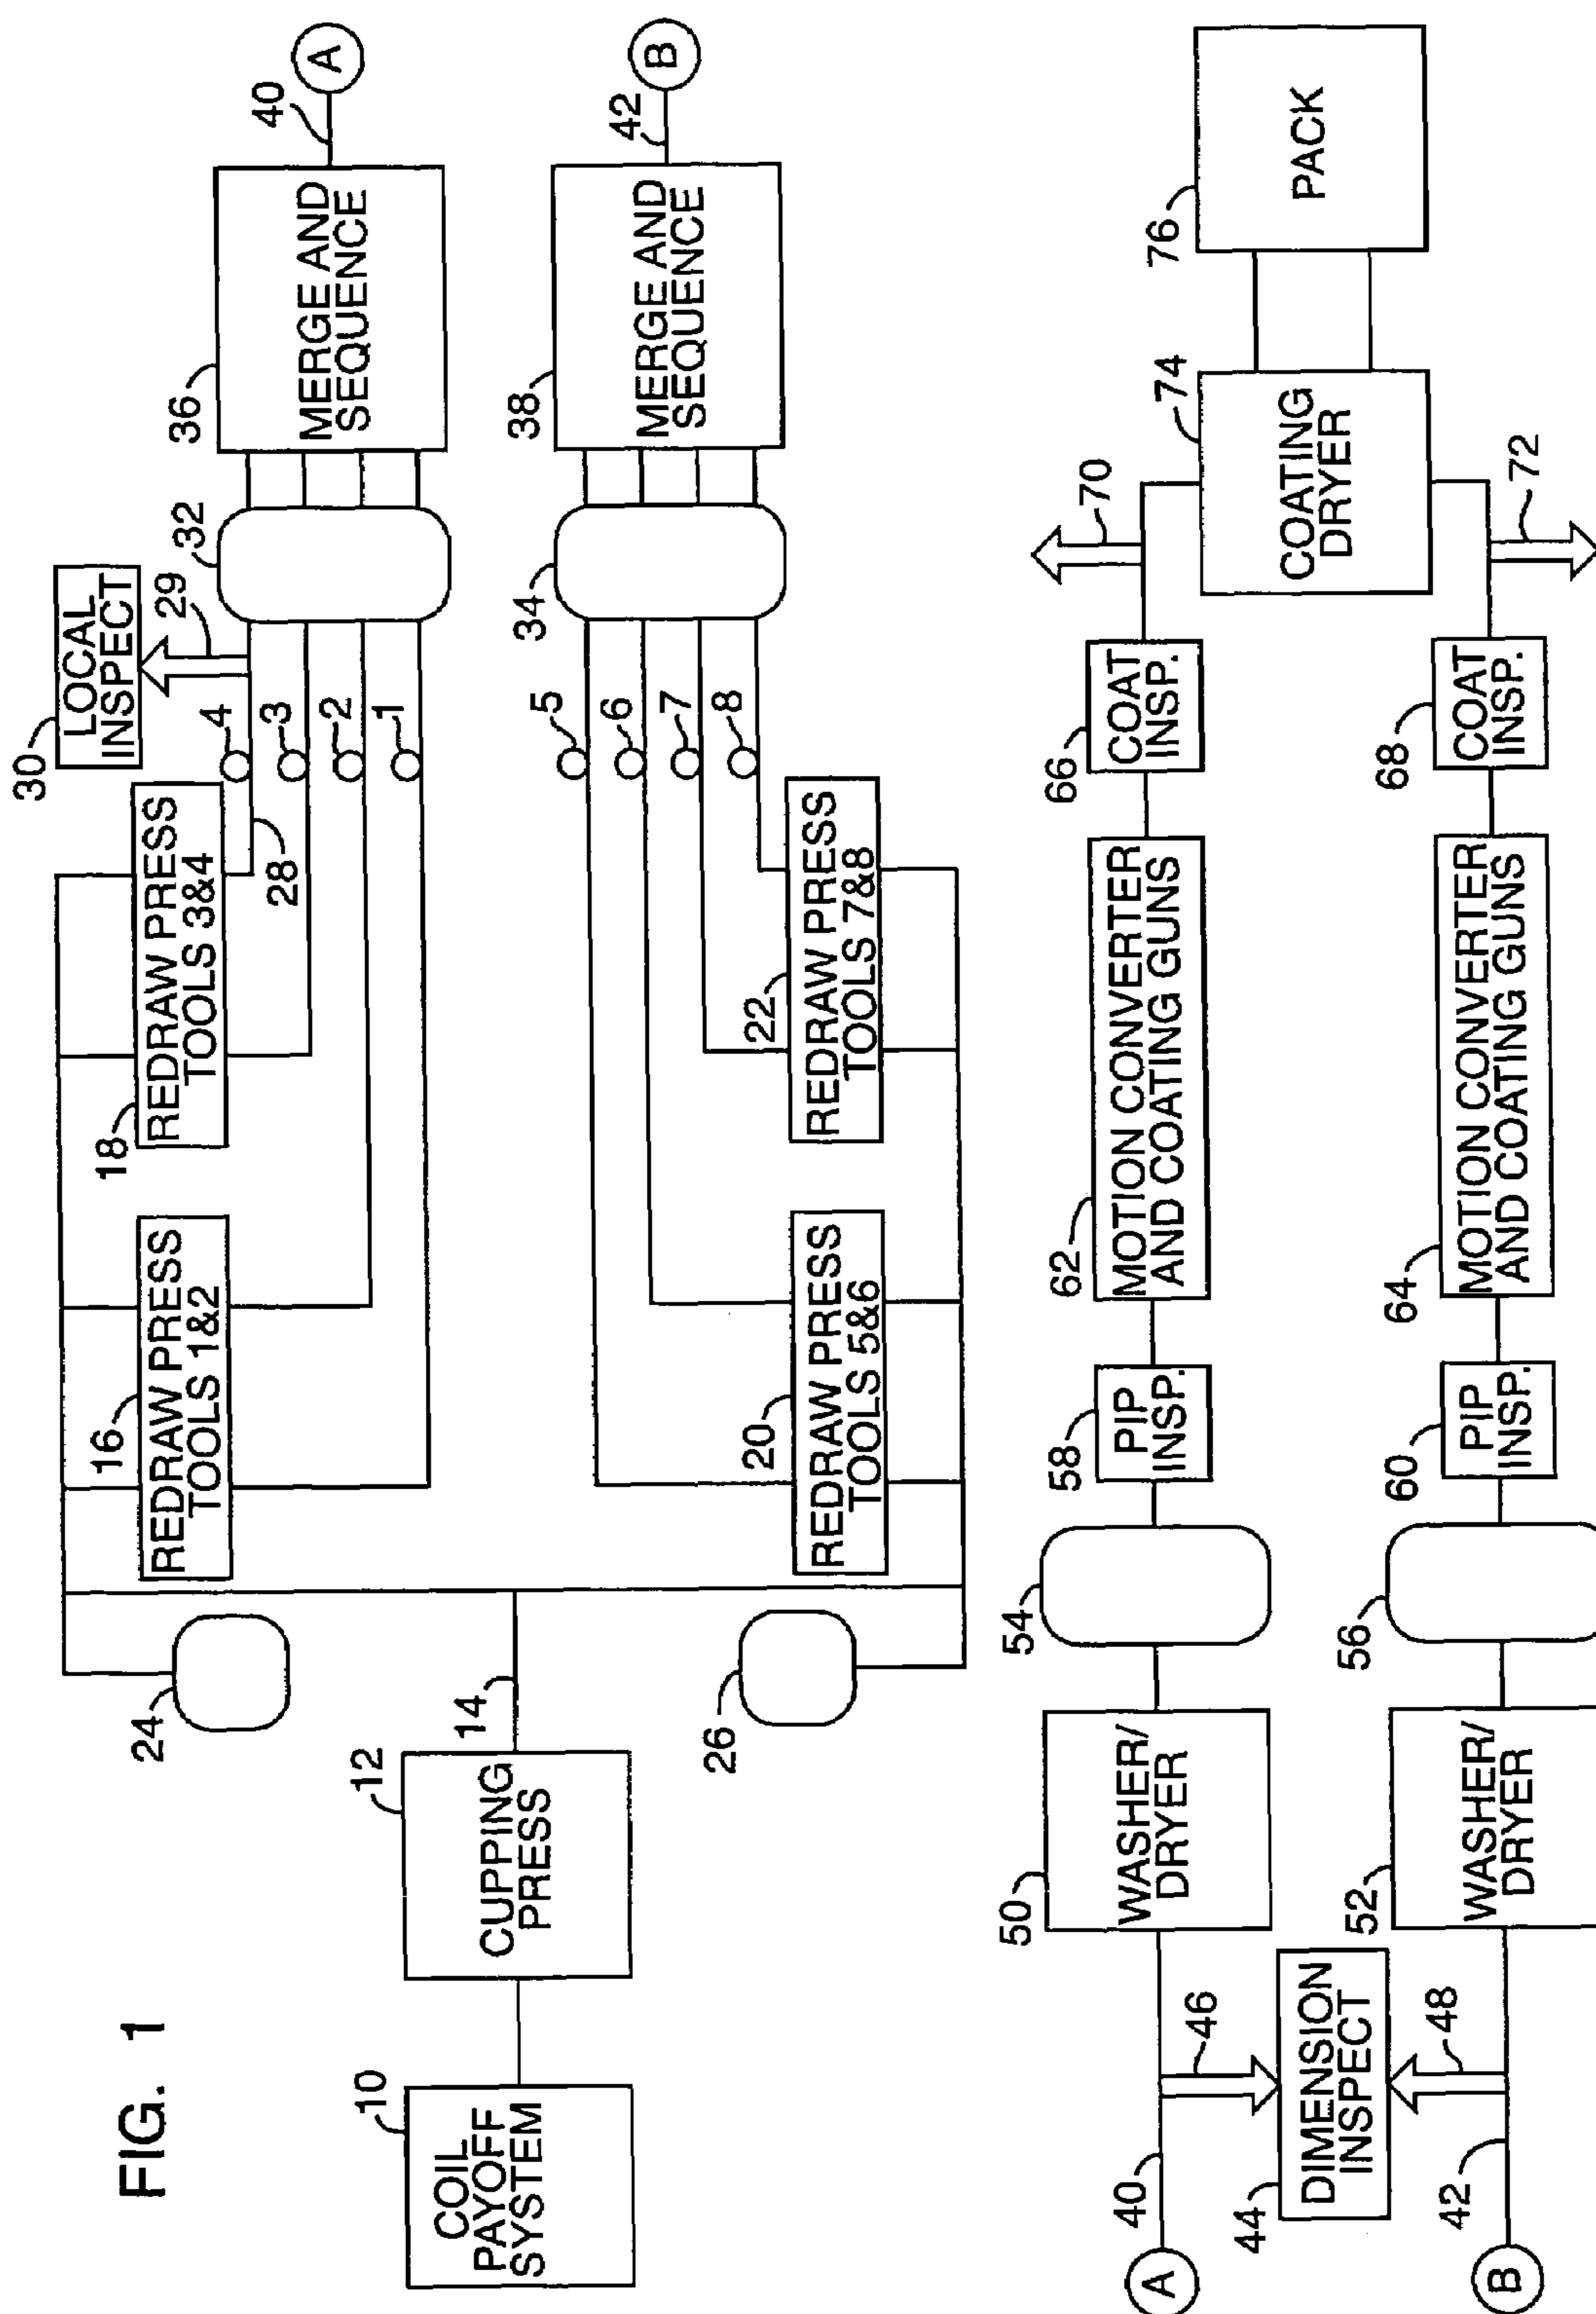 FIG. 1
10
COIL
PAYOFF
SYSTEM
12
CUPPING
PRESS
14
24
26
16
REDRAW PRESS
TOOLS 1&2
18
REDRAW PRESS
TOOLS 3&4
20
REDRAW PRESS
TOOLS 5&6
22
REDRAW PRESS
TOOLS 7&8
28
30
LOCAL
INSPECT
29
4
3
2
1
5
6
7
8
32
34
36
MERGE AND
SEQUENCE
38
MERGE AND
SEQUENCE
40
A
42
B
A
40
B
42
44
DIMENSION
INSPECT
46
48
50
WASHER/
DRYER
52
WASHER/
DRYER
54
56
58
PIP
INSP.
60
PIP
INSP.
62
MOTION CONVERTER
AND COATING GUNS
64
MOTION CONVERTER
AND COATING GUNS
66
COAT
INSP.
68
COAT
INSP.
70
72
74
COATING
DRYER
76
PACK